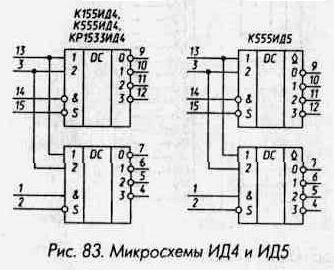 К155ИД4,
К555ИД4,
КР1533ИД4
К555ИД5
13 1 DC 0 9
3 2 1 10
2 11
14 & 3 12
15 S
1 DC 0 7
2 1 6
1 & 2 5
2 S 3 4
13 1 DC ◇ 0 9
3 2 1 10
2 11
14 & 3 12
15 S
1 DC ◇ 0 7
2 1 6
1 & 2 5
2 S 3 4
Рис. 83. Микросхемы ИД4 и ИД5